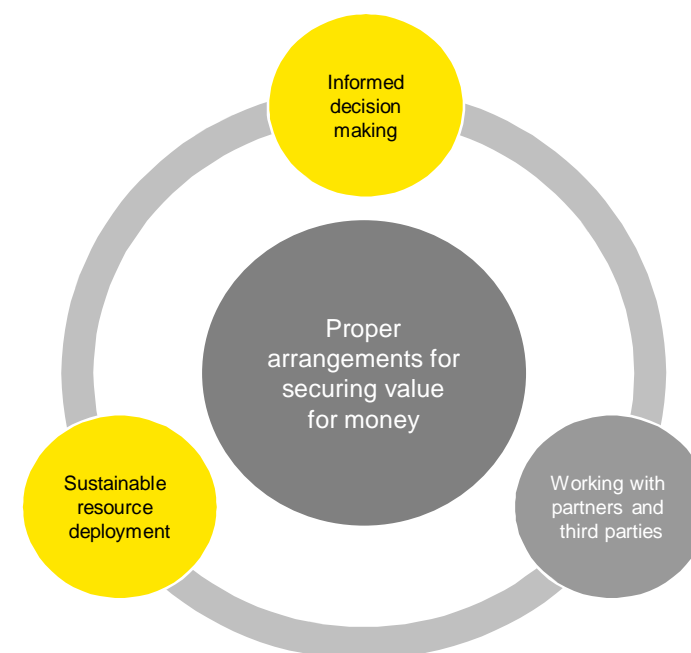 Informed
decision
making
Proper
arrangements for
securing value
for money
Sustainable
resource
deployment
Working with
partners and
third parties